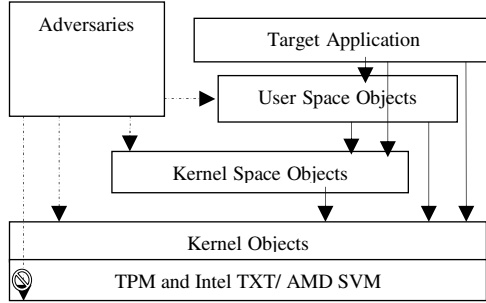 Adversaries
Target Application
User Space Objects
Kernel Space Objects
Kernel Objects
TPM and Intel TXT/ AMD SVM